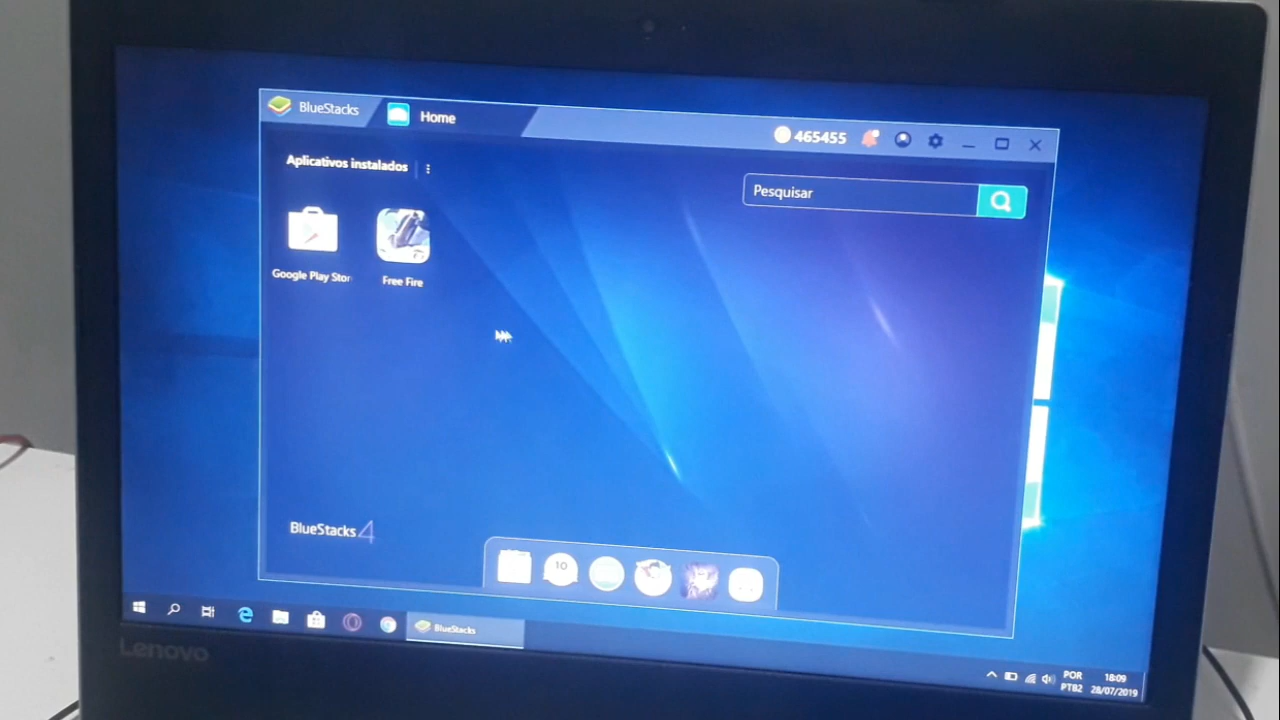 BlueStacks
Home
465455
Aplicativos instalados
Pesquisar
Google Play Stor
Free Fire
BlueStacks 4
10
BlueStacks
Lenovo
POR
PTB2
18:09
28/07/2019